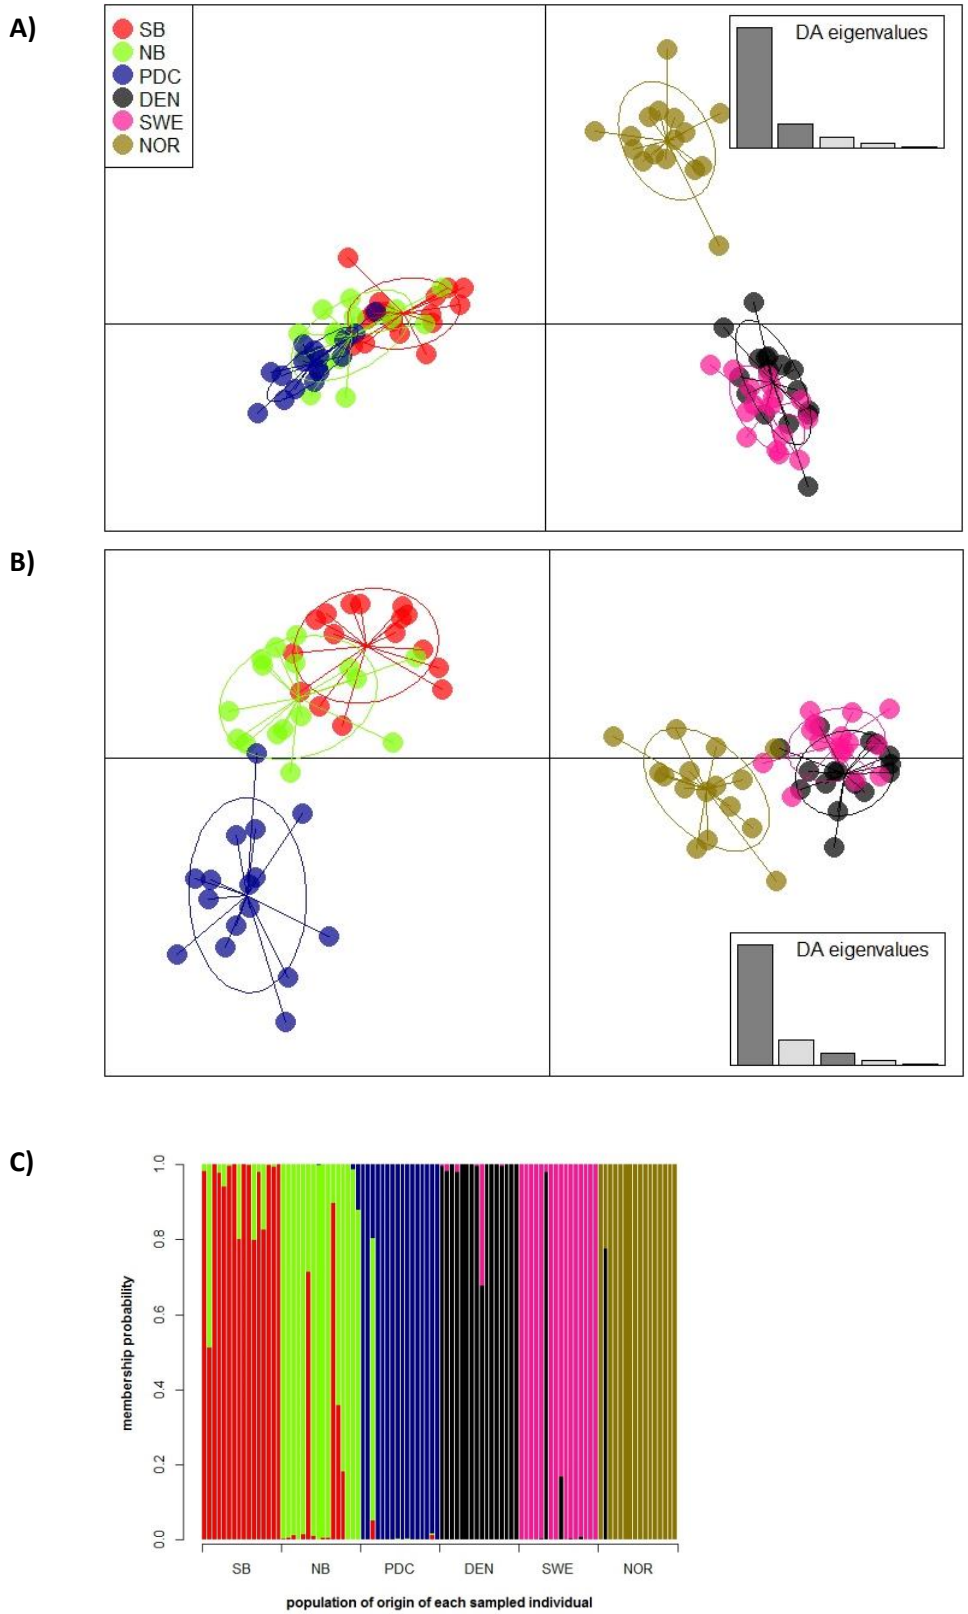 A)
SB
NB
PDC
DEN
SWE
NOR
DA eigenvalues
B)
DA eigenvalues
C)
membership probability
1.0
0.8
0.6
0.4
0.2
0.0
SB NB PDC DEN SWE NOR
population of origin of each sampled individual